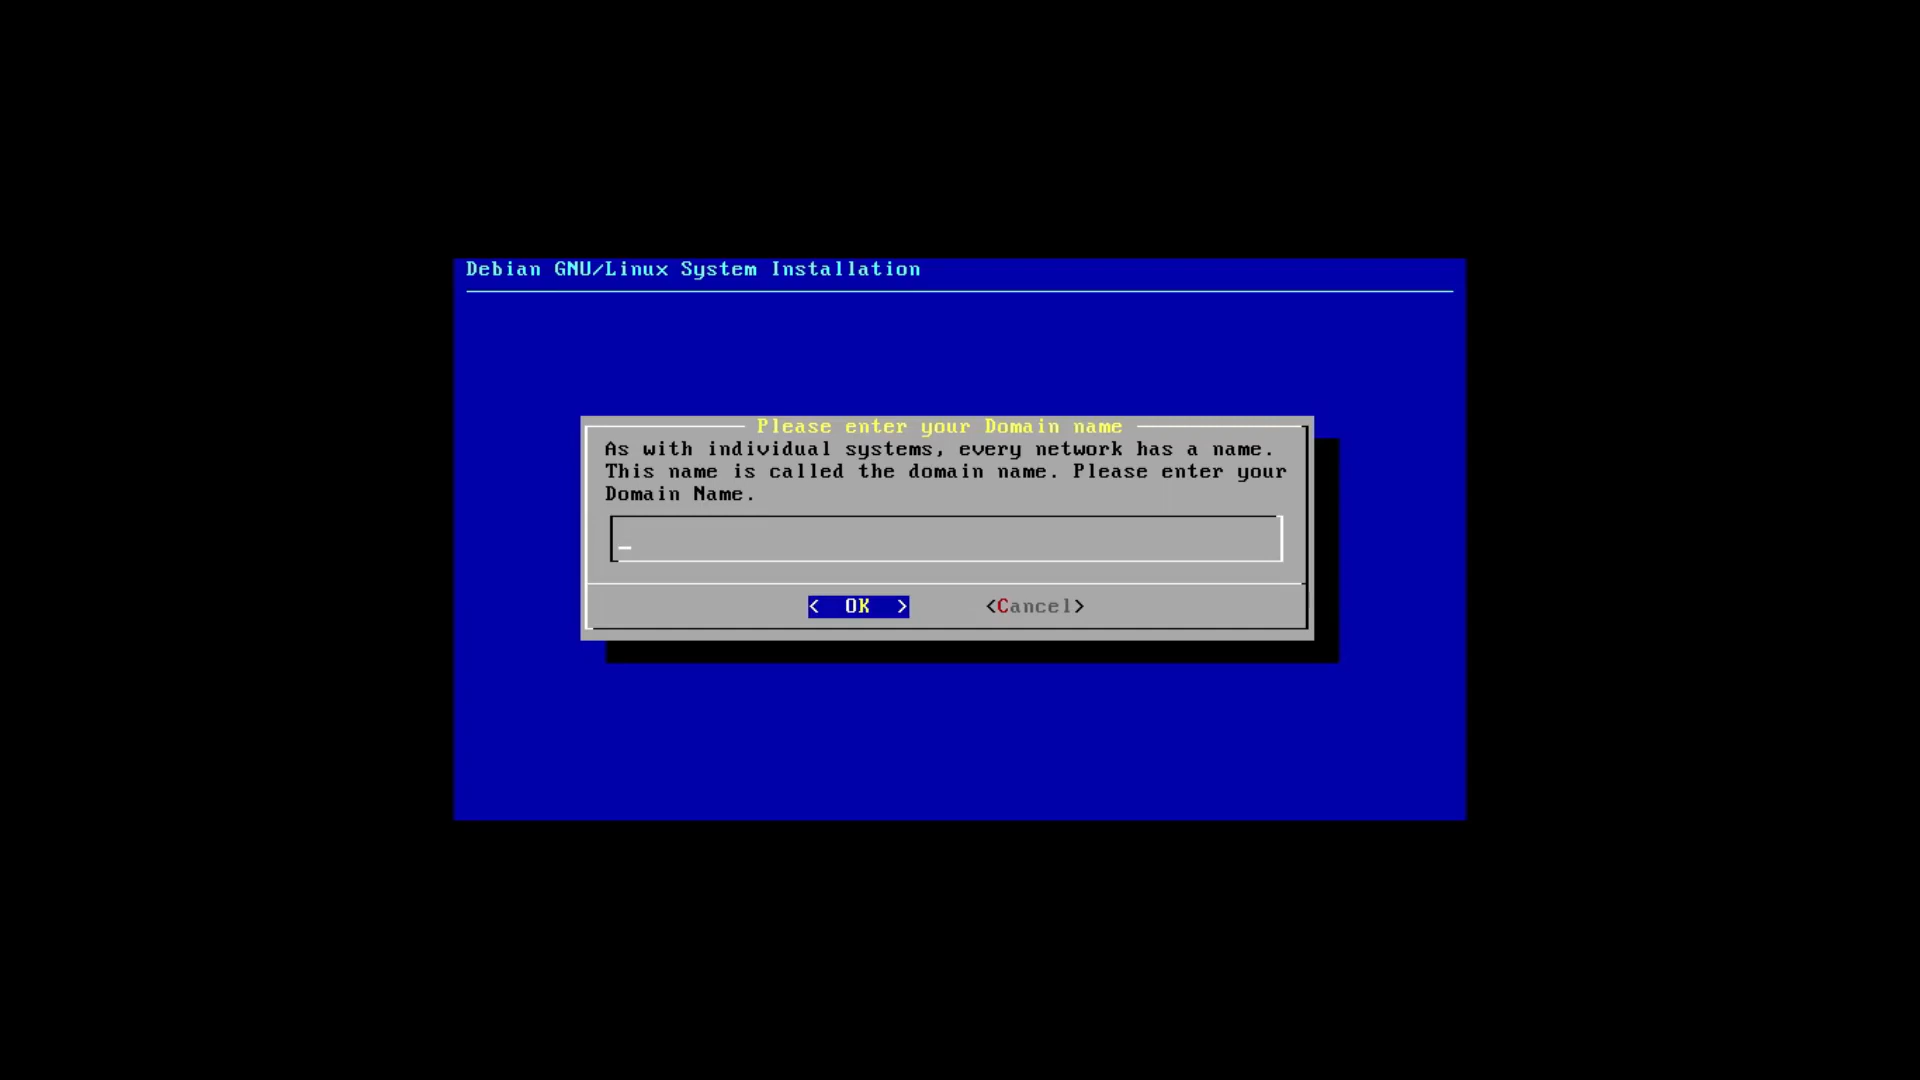 Debian GNU/Linux System Installation
Please enter your Domain name
As with individual systems, every network has a name.
This name is called the domain name. Please enter your
Domain Name.
< OK > <Cancel>